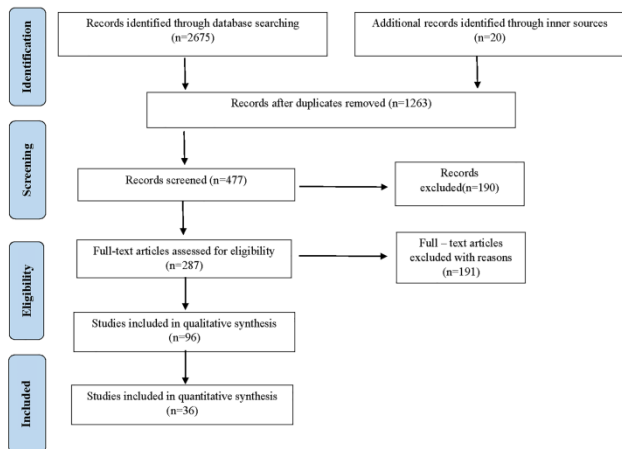 Identification
Records identified through database searching
(n=2675)
Additional records identified through inner sources
(n=20)
Records after duplicates removed (n=1263)
Screening
Records screened (n=477)
Records
excluded(n=190)
Eligibility
Full-text articles assessed for eligibility
(n=287)
Full – text articles
excluded with reasons
(n=191)
Studies included in qualitative synthesis
(n=96)
Included
Studies included in quantitative synthesis
(n=36)